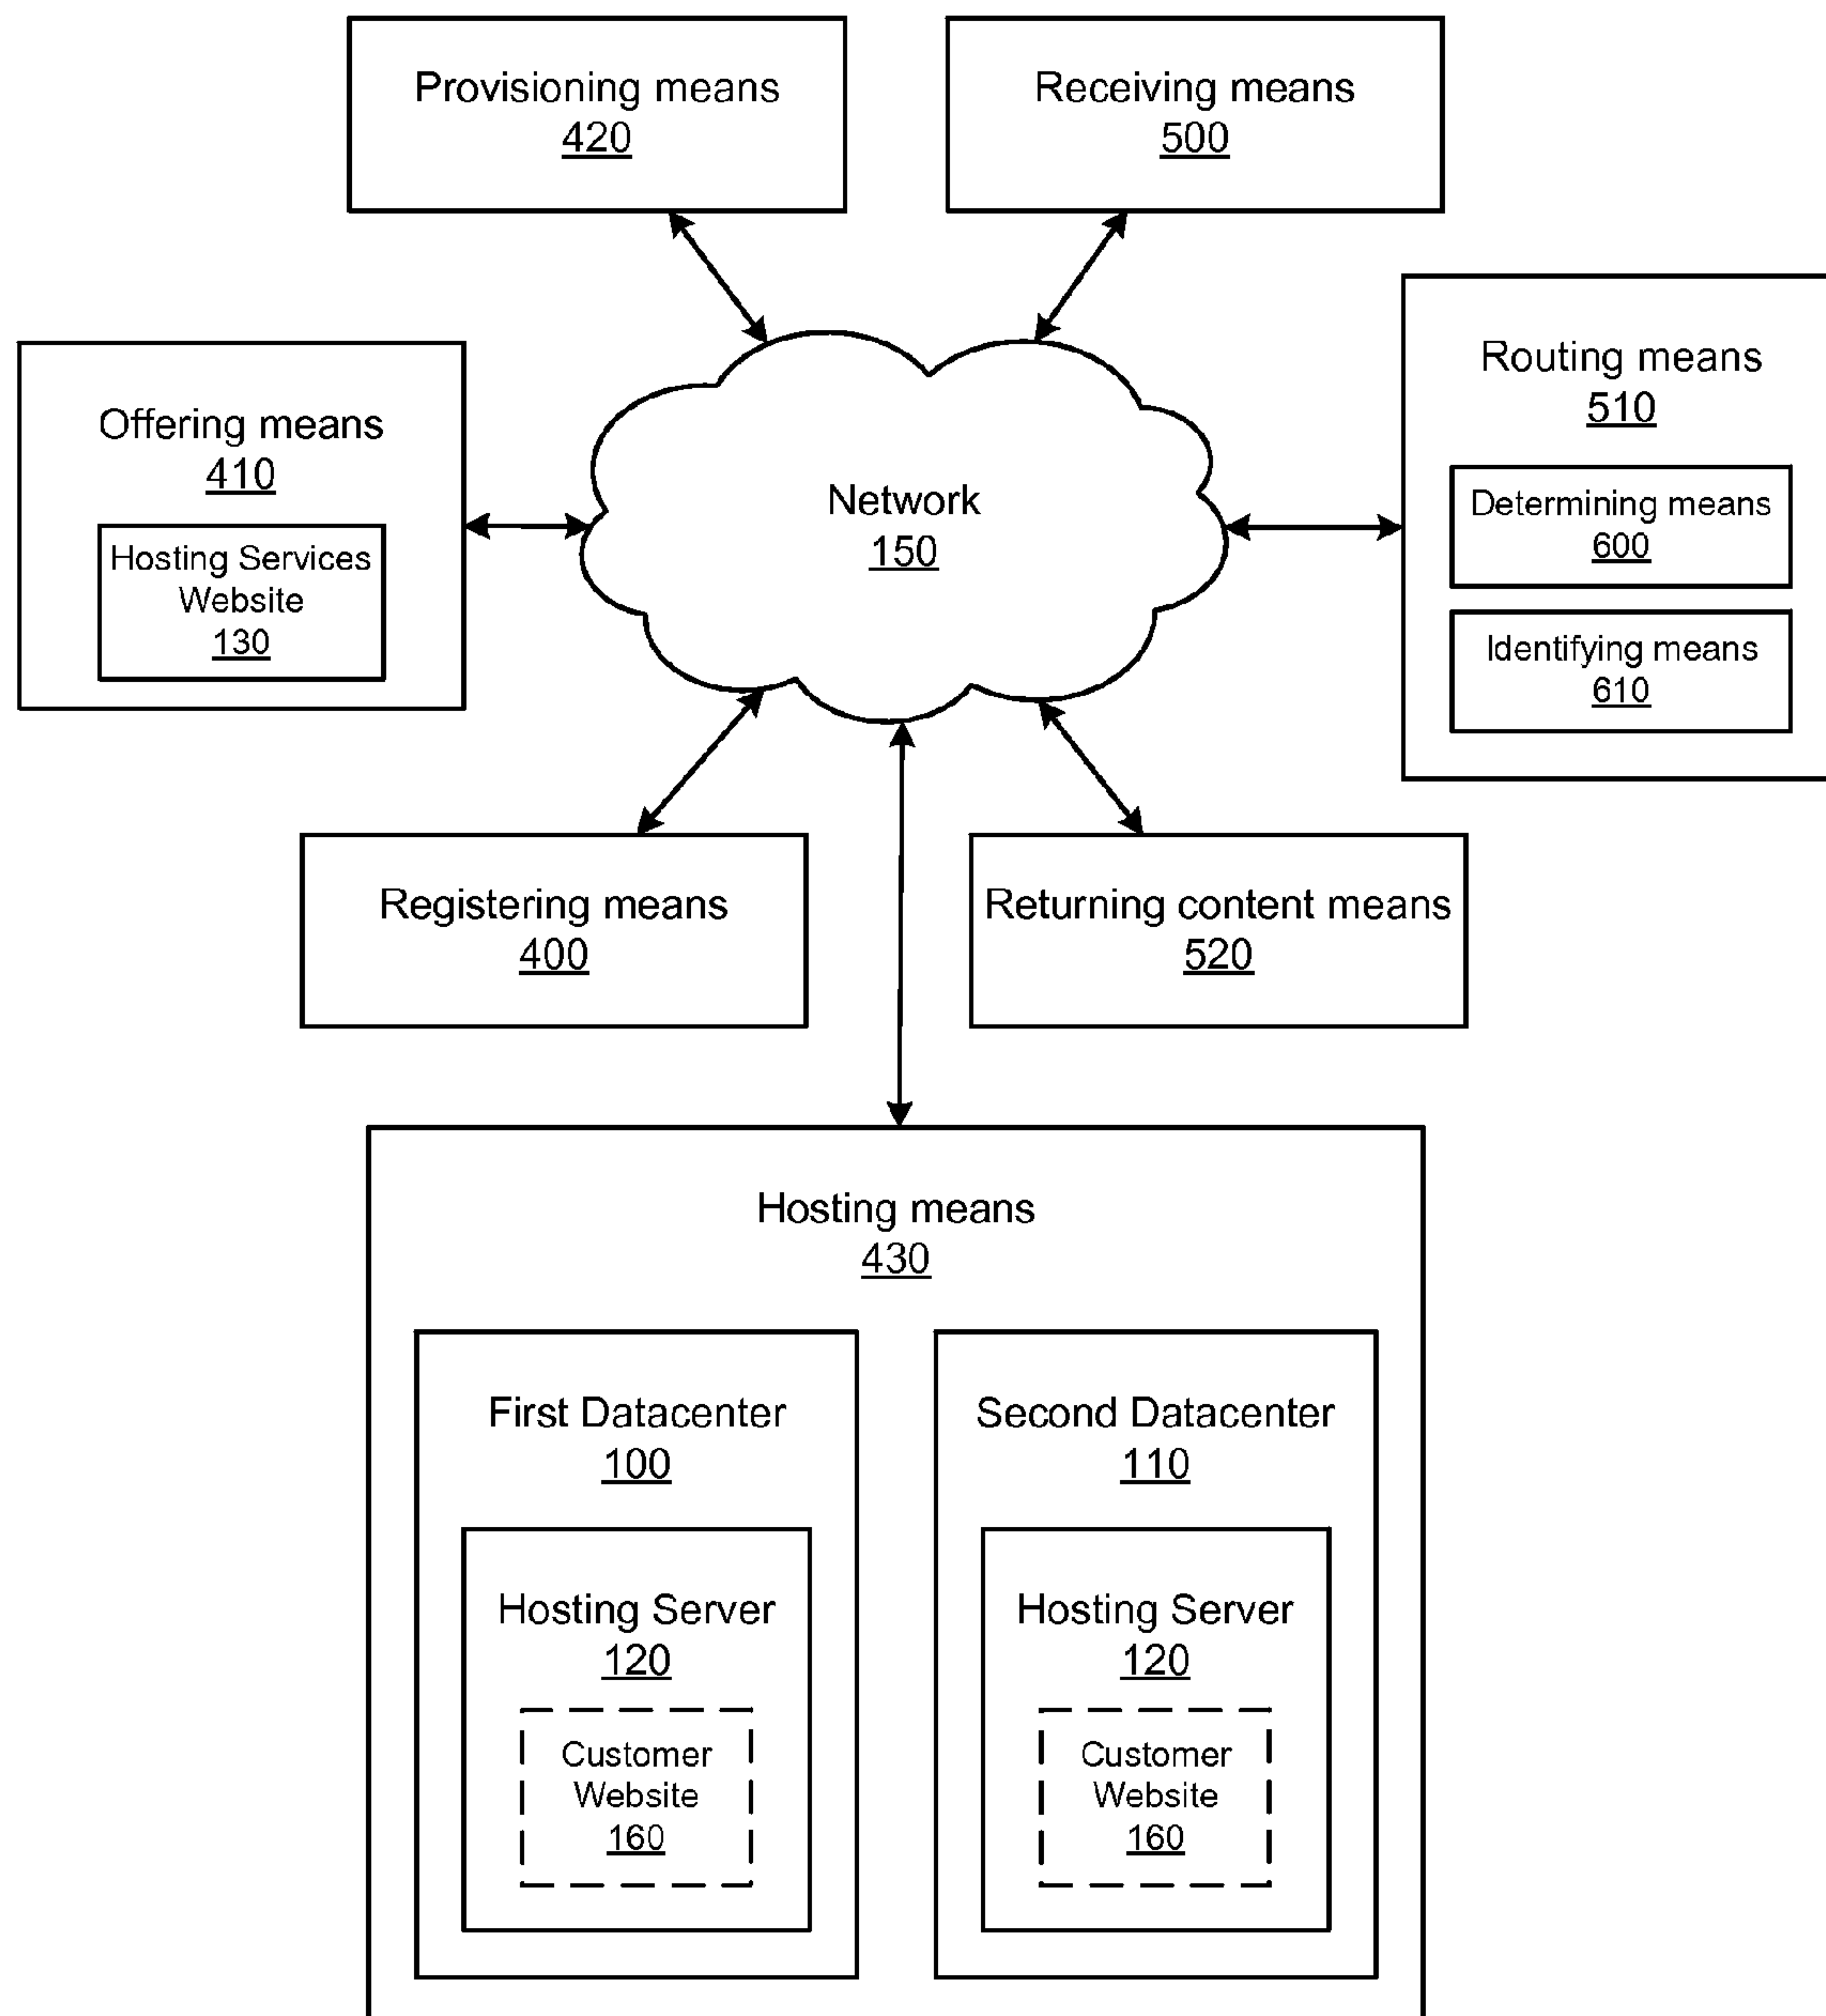 Provisioning means
420
Receiving means
500
Offering means
410
Hosting Services
Website
130
Network
150
Routing means
510
Determining means
600
Identifying means
610
Registering means
400
Returning content means
520
Hosting means
430
First Datacenter
100
Hosting Server
120
Customer
Website
160
Second Datacenter
110
Hosting Server
120
Customer
Website
160